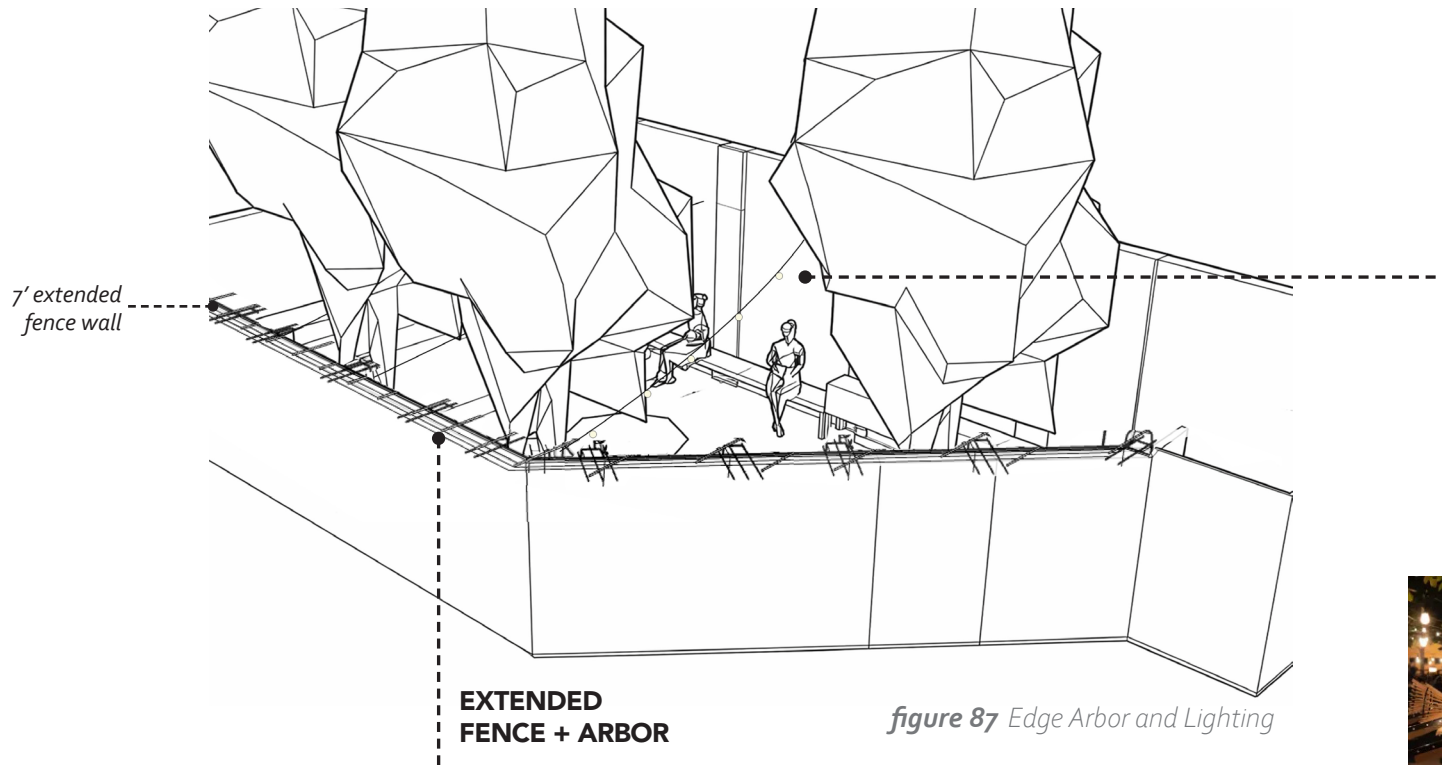 7' extended
fence wall
EXTENDED
FENCE + ARBOR
figure 87 Edge Arbor and Lighting